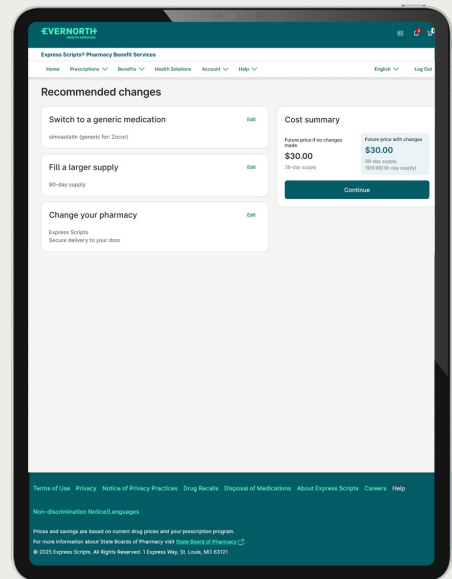 EVERNORTH
HEALTH SERVICES
Express Scripts® Pharmacy Benefit Services
Home Prescriptions Benefits Health Solutions Account Help English Log Out
Recommended changes
Switch to a generic medication Edit
simvastatin (generic for: Zocor)
Fill a larger supply Edit
90-day supply
Change your pharmacy Edit
Express Scripts
Secure delivery to your door
Cost summary
Future price if no changes made
$30.00
30-day supply
Future price with changes
$30.00
90-day supply
($10.00/30-day supply)
Continue
Terms of Use Privacy Notice of Privacy Practices Drug Recalls Disposal of Medications About Express Scripts Careers Help
Non-discrimination Notice/Languages
Prices and savings are based on current drug prices and your prescription program.
For more information about State Boards of Pharmacy visit State Board of Pharmacy
© 2025 Express Scripts. All Rights Reserved. 1 Express Way, St. Louis, MO 63121